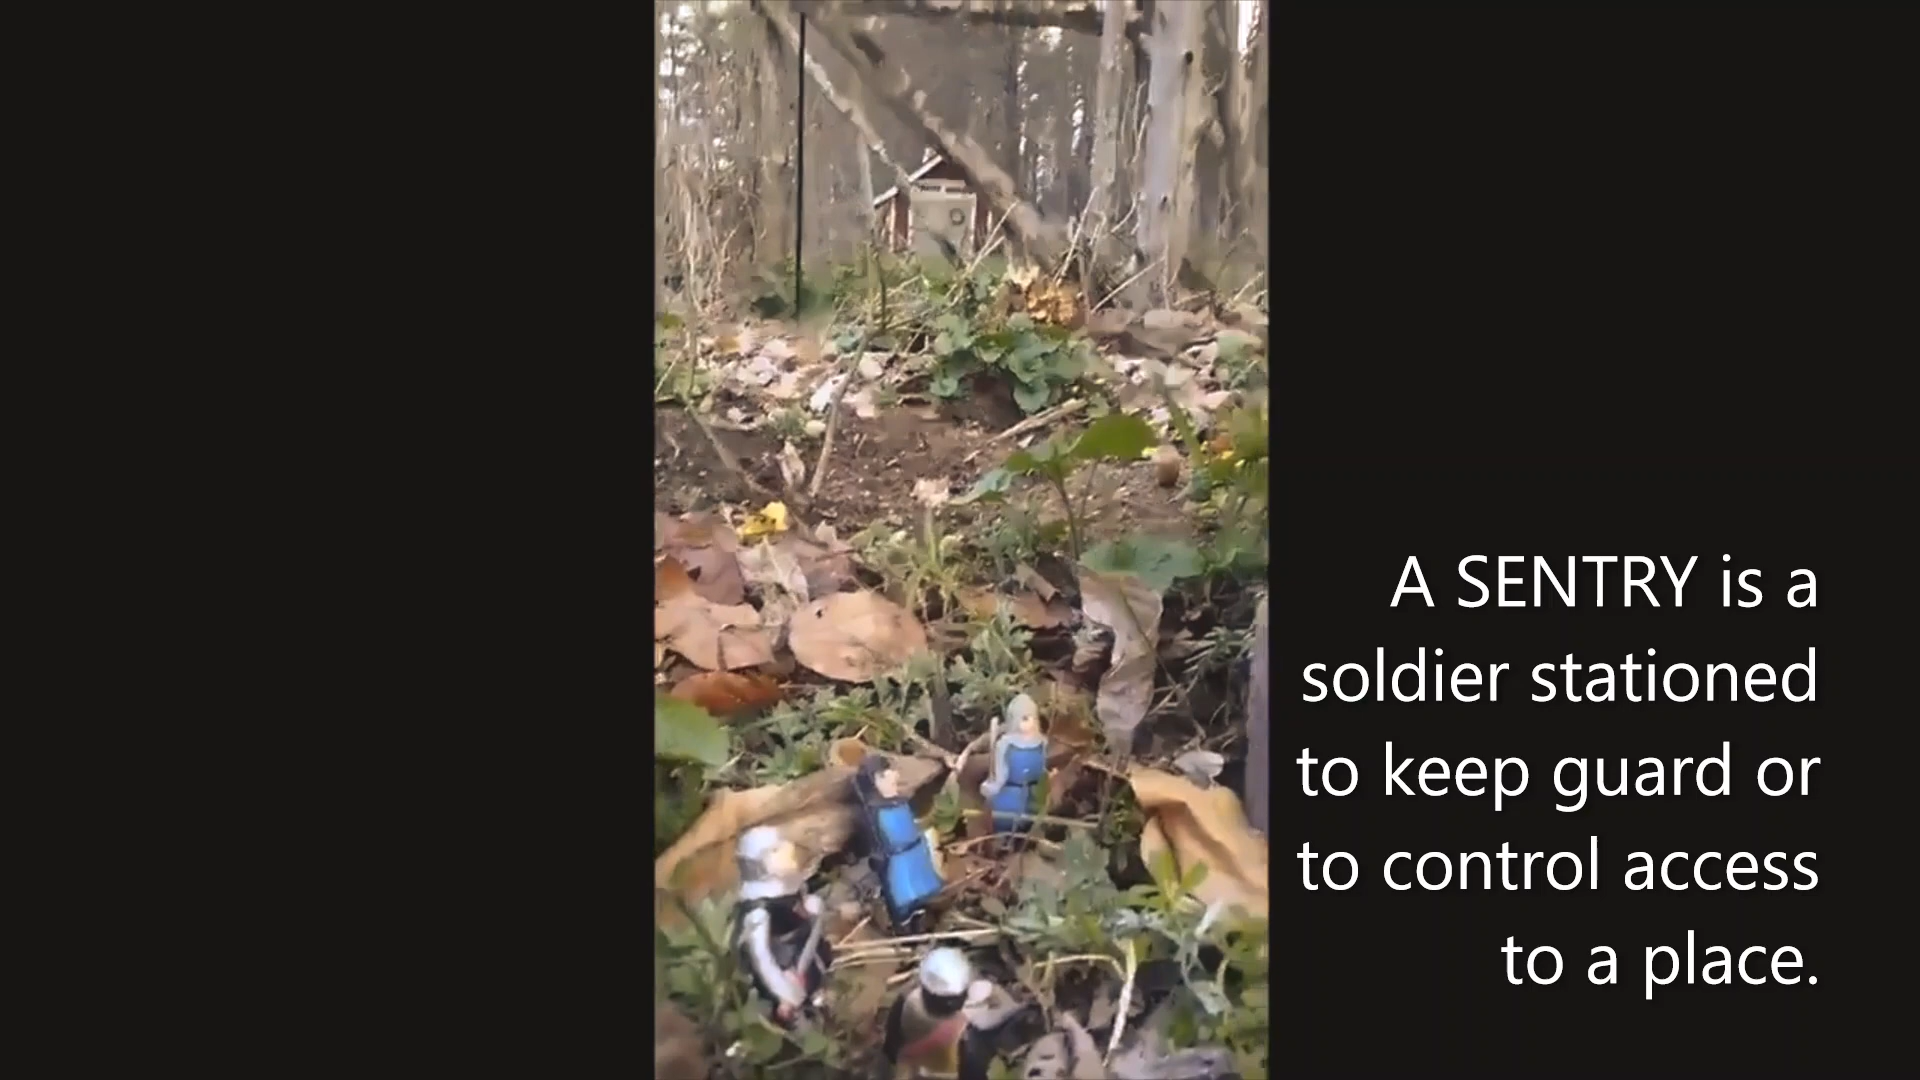 A SENTRY is a
soldier stationed
to keep guard or
to control access
to a place.